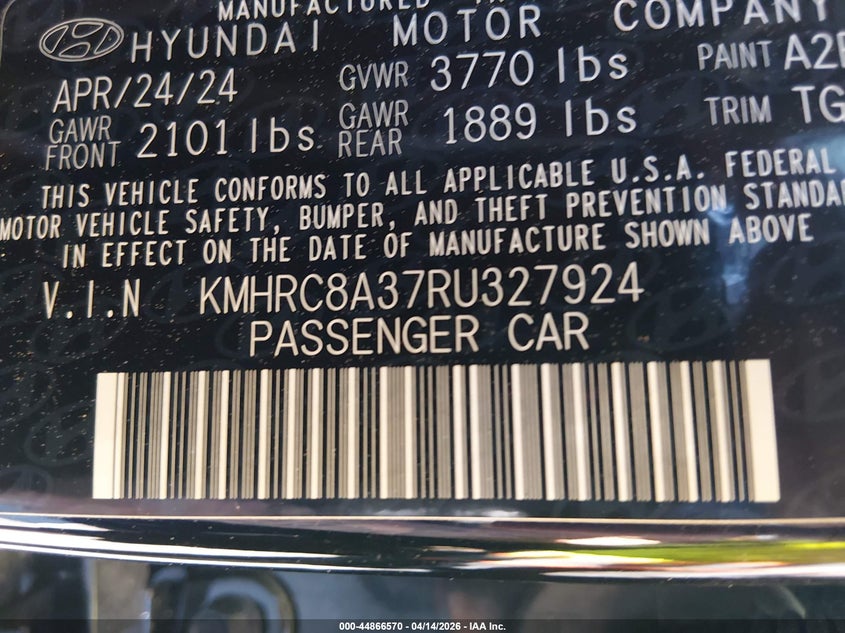 MANUFACTURED
HYUNDAI MOTOR COMPANY
APR/24/24 GVWR 3770 lbs PAINT
GAWR FRONT 2101 lbs GAWR REAR 1889 lbs TRIM TG
THIS VEHICLE CONFORMS TO ALL APPLICABLE U.S.A. FEDERAL
MOTOR VEHICLE SAFETY, BUMPER, AND THEFT PREVENTION STANDA
IN EFFECT ON THE DATE OF MANUFACTURE SHOWN ABOVE
V.I.N KMHRC8A37RU327924
PASSENGER CAR
000-44866570 - 04/14/2026 - IAA Inc.